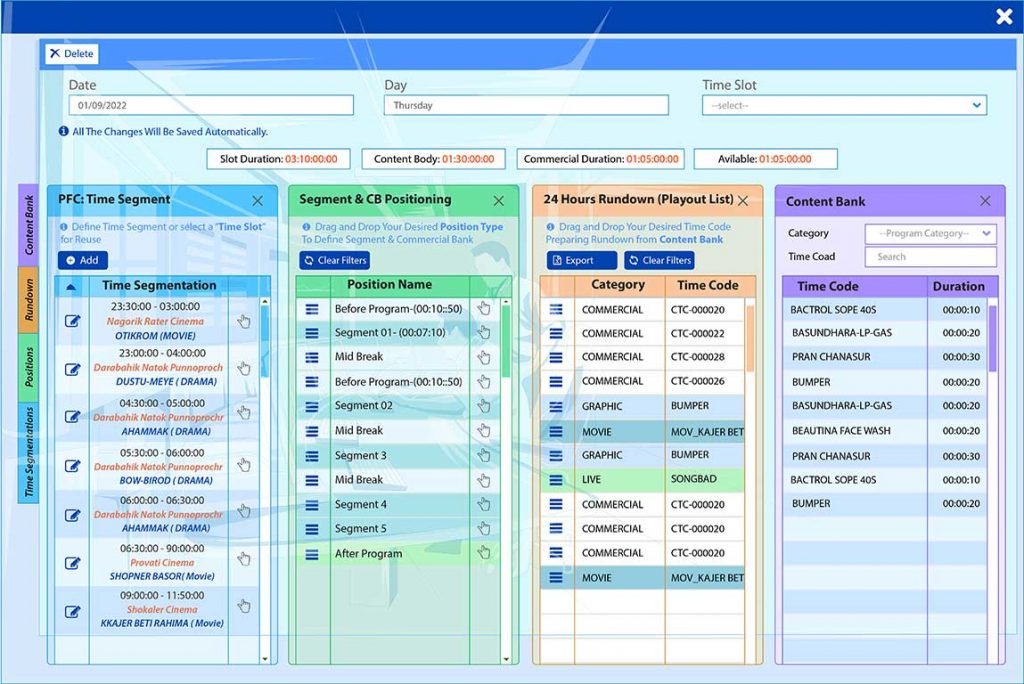 Delete
Date
Day
Time Slot
01/09/2022
Thursday
--select--
All The Changes Will Be Saved Automatically.
Slot Duration: 03:10:00:00
Content Body: 01:30:00:00
Commercial Duration: 01:05:00:00
Avilable: 01:05:00:00
Content Bank
Rundown
Positions
Time Segmentations
PFC: Time Segment
Define Time Segment or select a "Time Slot"
for Reuse
Add
Time Segmentation
23:30:00 - 03:00:00
Nagorik Rater Cinema
OTIKROM (MOVIE)
23:00:00 - 04:00:00
Darabahik Natok Punnoproch
DUSTU-MEYE ( DRAMA)
04:30:00 - 05:00:00
Darabahik Natok Punnoprochr
AHAMMAK ( DRAMA)
05:30:00 - 06:00:00
Darabahik Natok Punnoprochr
BOW-BIROD ( DRAMA)
06:00:00 - 06:30:00
Darabahik Natok Punnoprochr
AHAMMAK ( DRAMA)
06:30:00 - 90:00:00
Provati Cinema
SHOPNER BASOR( Movie)
09:00:00 - 11:50:00
Shokaler Cinema
KKAJER BETI RAHIMA ( Movie)
Segment & CB Positioning
Drag and Drop Your Desired Position Type
To Define Segment & Commercial Bank
Clear Filters
Position Name
Before Program-(00:10::50)
Segment 01- (00:07:10)
Mid Break
Before Program-(00:10::50)
Segment 02
Mid Break
Segment 3
Mid Break
Segment 4
Segment 5
After Program
24 Hours Rundown (Playout List)
Drag and Drop Your Desired Time Code
Preparing Rundown from Content Bank
Export
Clear Filters
Category Time Code
COMMERCIAL CTC-000020
COMMERCIAL CTC-000022
COMMERCIAL CTC-000028
COMMERCIAL CTC-000026
GRAPHIC BUMPER
MOVIE MOV_KAJER BET
GRAPHIC BUMPER
LIVE SONGBAD
COMMERCIAL CTC-000020
COMMERCIAL CTC-000020
COMMERCIAL CTC-000020
MOVIE MOV_KAJER BET
Content Bank
Category --Program Category--
Time Coad Search
Time Code Duration
BACTROL SOPE 40S 00:00:10
BASUNDHARA-LP-GAS 00:00:20
PRAN CHANASUR 00:00:30
BUMPER 00:00:20
BASUNDHARA-LP-GAS 00:00:20
BEAUTINA FACE WASH 00:00:20
PRAN CHANASUR 00:00:30
BACTROL SOPE 40S 00:00:10
BUMPER 00:00:20